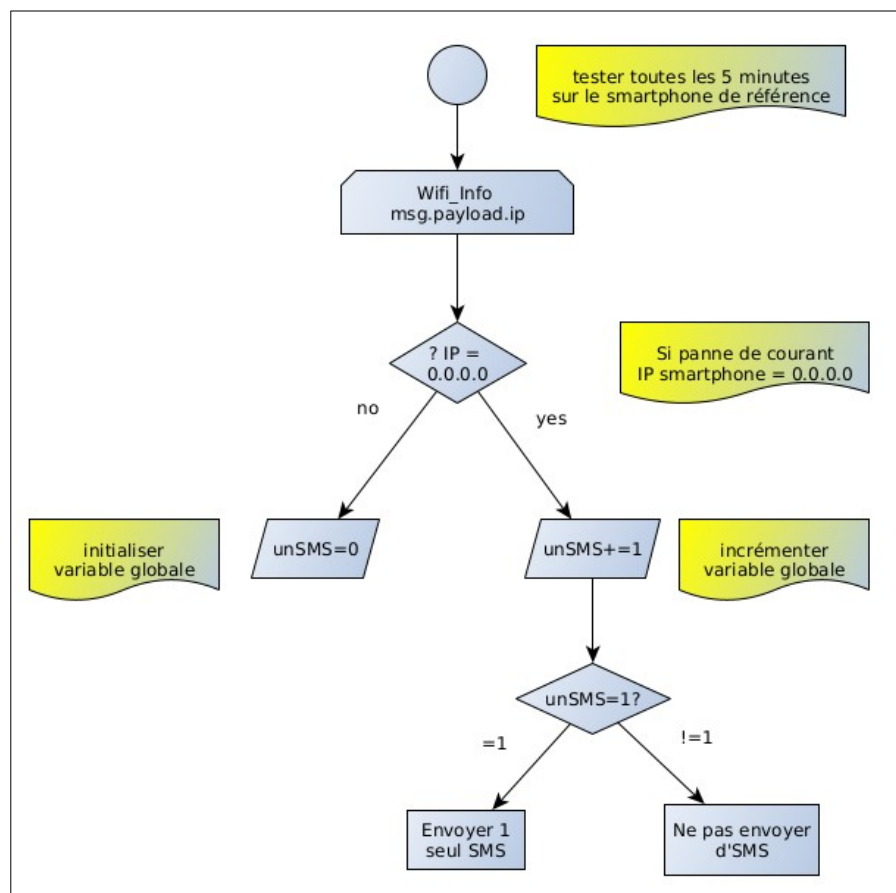 tester toutes les 5 minutes
sur le smartphone de référence
Wifi_Info
msg.payload.ip
? IP =
0.0.0.0
Si panne de courant
IP smartphone = 0.0.0.0
no
yes
initialiser
variable globale
unSMS=0
unSMS+=1
incrémenter
variable globale
unSMS=1?
=1
!=1
Envoyer 1
seul SMS
Ne pas envoyer
d'SMS